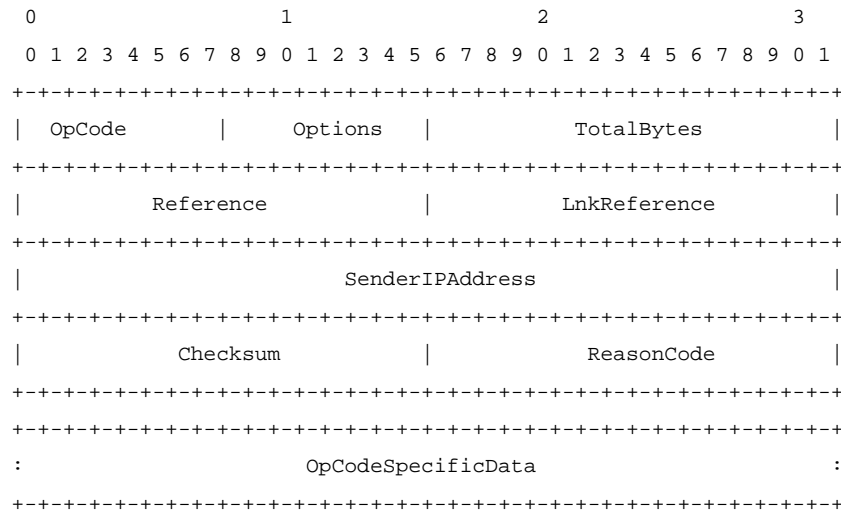 0                   1                   2                   3
 0 1 2 3 4 5 6 7 8 9 0 1 2 3 4 5 6 7 8 9 0 1 2 3 4 5 6 7 8 9 0 1
+-+-+-+-+-+-+-+-+-+-+-+-+-+-+-+-+-+-+-+-+-+-+-+-+-+-+-+-+-+-+-+-+
|  OpCode       |     Options   |           TotalBytes          |
+-+-+-+-+-+-+-+-+-+-+-+-+-+-+-+-+-+-+-+-+-+-+-+-+-+-+-+-+-+-+-+-+
|          Reference            |          LnkReference         |
+-+-+-+-+-+-+-+-+-+-+-+-+-+-+-+-+-+-+-+-+-+-+-+-+-+-+-+-+-+-+-+-+
|                         SenderIPAddress                       |
+-+-+-+-+-+-+-+-+-+-+-+-+-+-+-+-+-+-+-+-+-+-+-+-+-+-+-+-+-+-+-+-+
|            Checksum           |            ReasonCode         |
+-+-+-+-+-+-+-+-+-+-+-+-+-+-+-+-+-+-+-+-+-+-+-+-+-+-+-+-+-+-+-+-+
+-+-+-+-+-+-+-+-+-+-+-+-+-+-+-+-+-+-+-+-+-+-+-+-+-+-+-+-+-+-+-+-+
:                      OpCodeSpecificData                       :
+-+-+-+-+-+-+-+-+-+-+-+-+-+-+-+-+-+-+-+-+-+-+-+-+-+-+-+-+-+-+-+-+